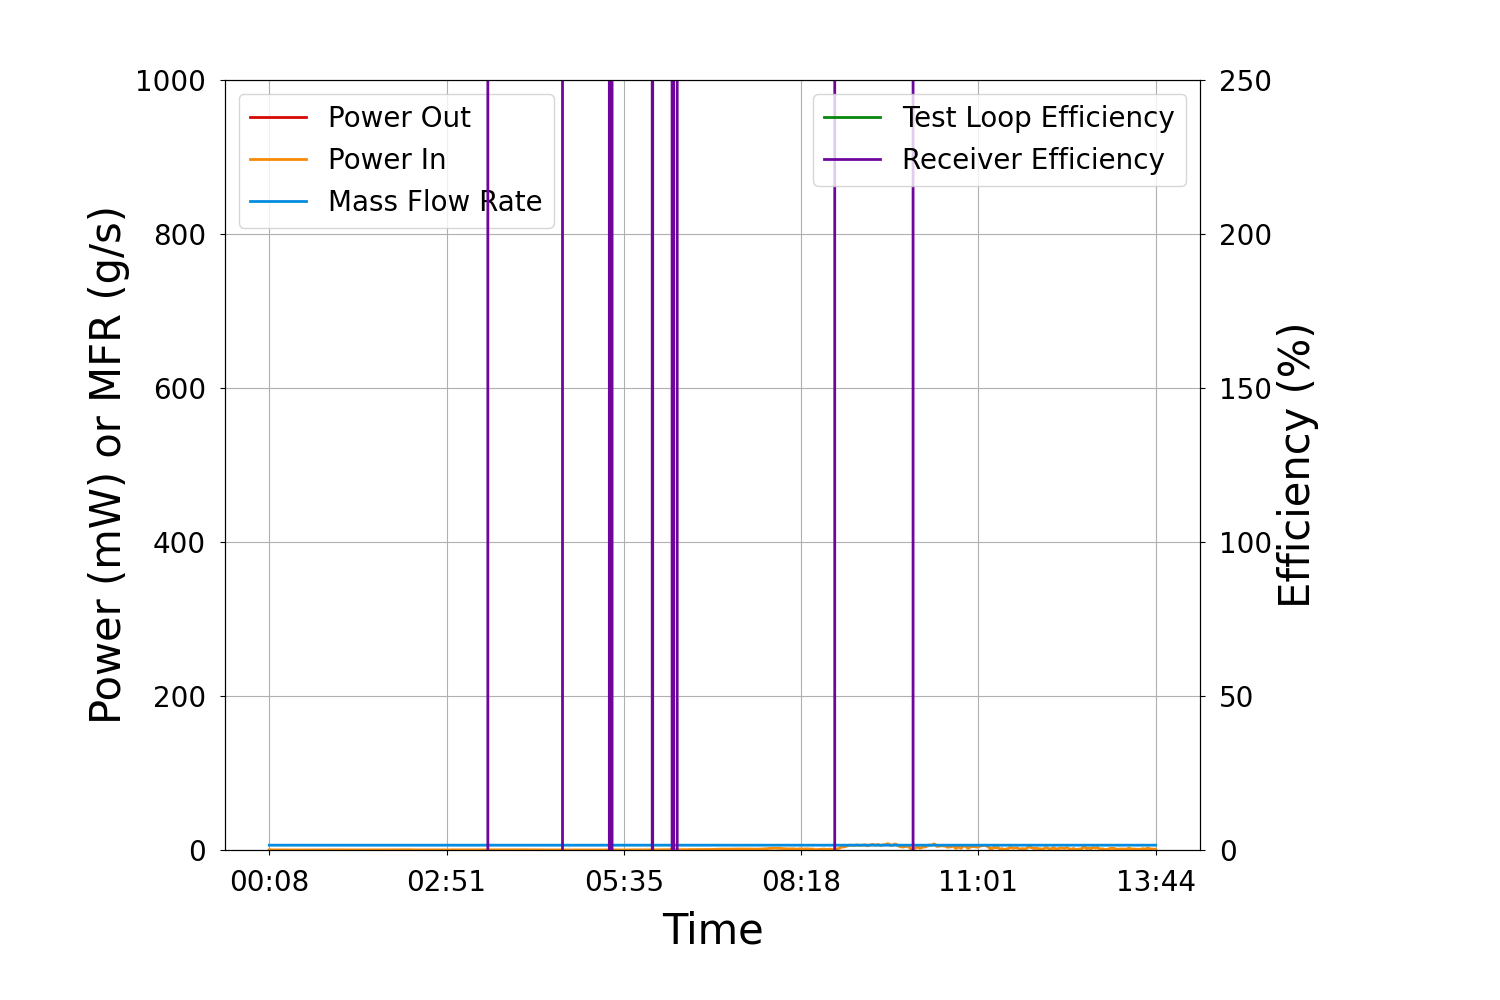 Power (mW) or MFR (g/s)
1000
800
600
400
200
0
Power Out
Power In
Mass Flow Rate
Test Loop Efficiency
Receiver Efficiency
250
200
150
100
50
0
Efficiency (%)
00:08 02:51 05:35 08:18 11:01 13:44
Time